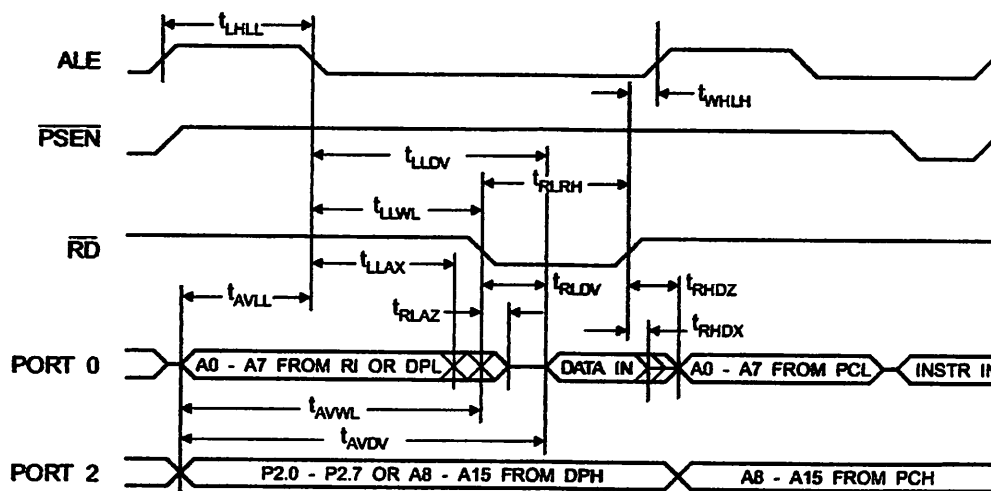 tLHLL
ALE
tWHLH
PSEN
tLLDV
tRLRH
tLLWL
RD
tLLAX
tAVLL
tRLDV
tRHDZ
tRLAZ
tRHDX
PORT 0
A0 - A7 FROM RI OR DPL
DATA IN
A0 - A7 FROM PCL
INSTR IN
tAVWL
tAVDV
PORT 2
P2.0 - P2.7 OR A8 - A15 FROM DPH
A8 - A15 FROM PCH